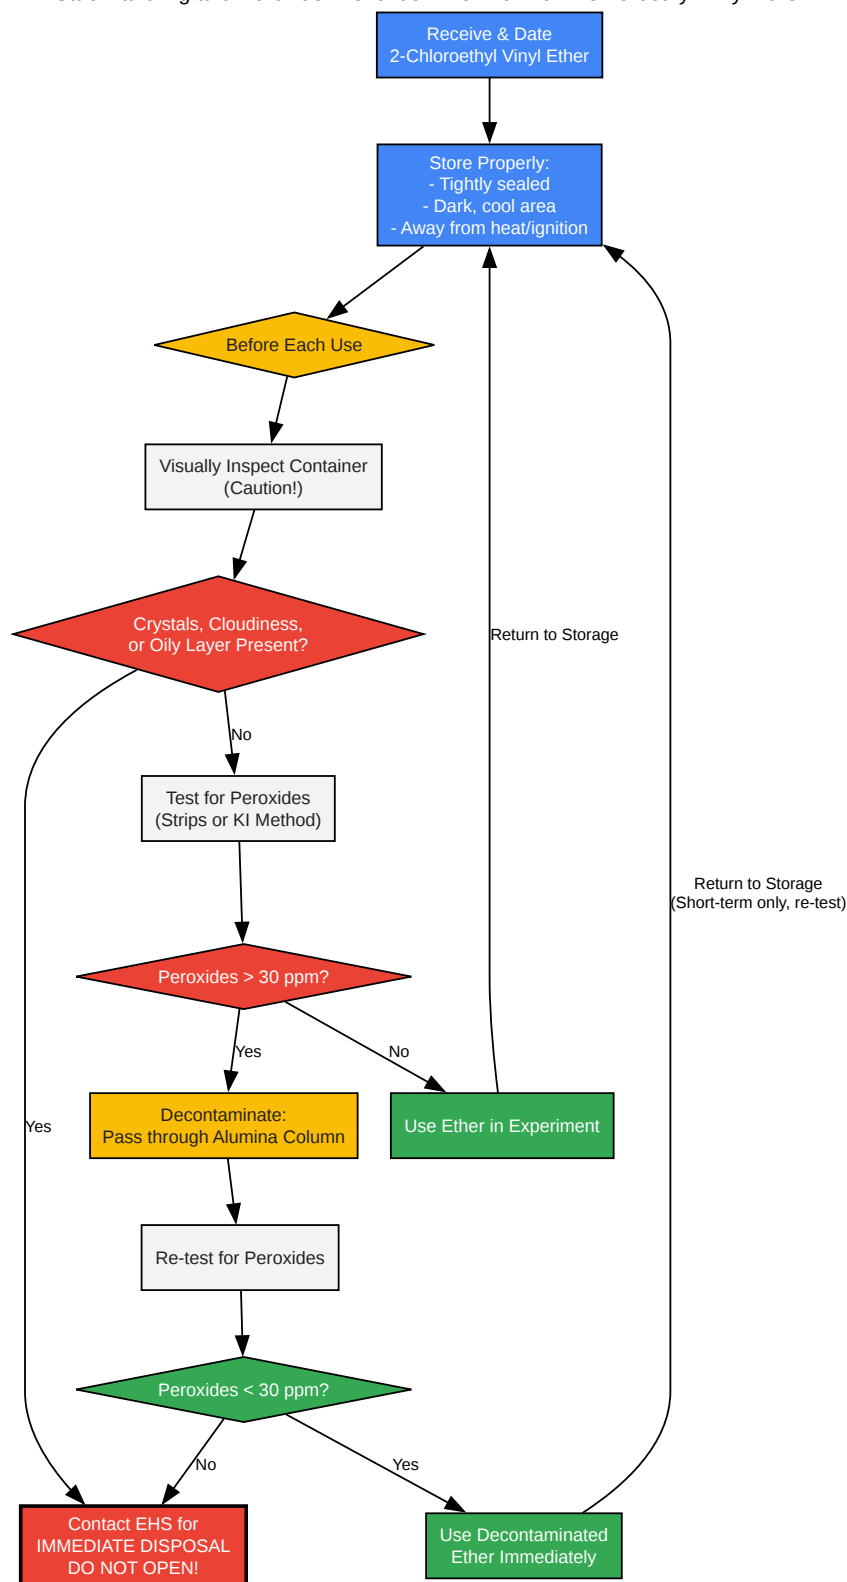 Receive & Date
2-Chloroethyl Vinyl Ether
Store Properly:
- Tightly sealed
- Dark, cool area
- Away from heat/ignition
Before Each Use
Visually Inspect Container
(Caution!)
Crystals, Cloudiness,
or Oily Layer Present?
Return to Storage
No
Test for Peroxides
(Strips or KI Method)
Return to Storage
(Short-term only, re-test)
Peroxides > 30 ppm?
Yes
No
Decontaminate:
Pass through Alumina Column
Use Ether in Experiment
Yes
Re-test for Peroxides
Peroxides < 30 ppm?
No
Yes
Contact EHS for
IMMEDIATE DISPOSAL
DO NOT OPEN!
Use Decontaminated
Ether Immediately